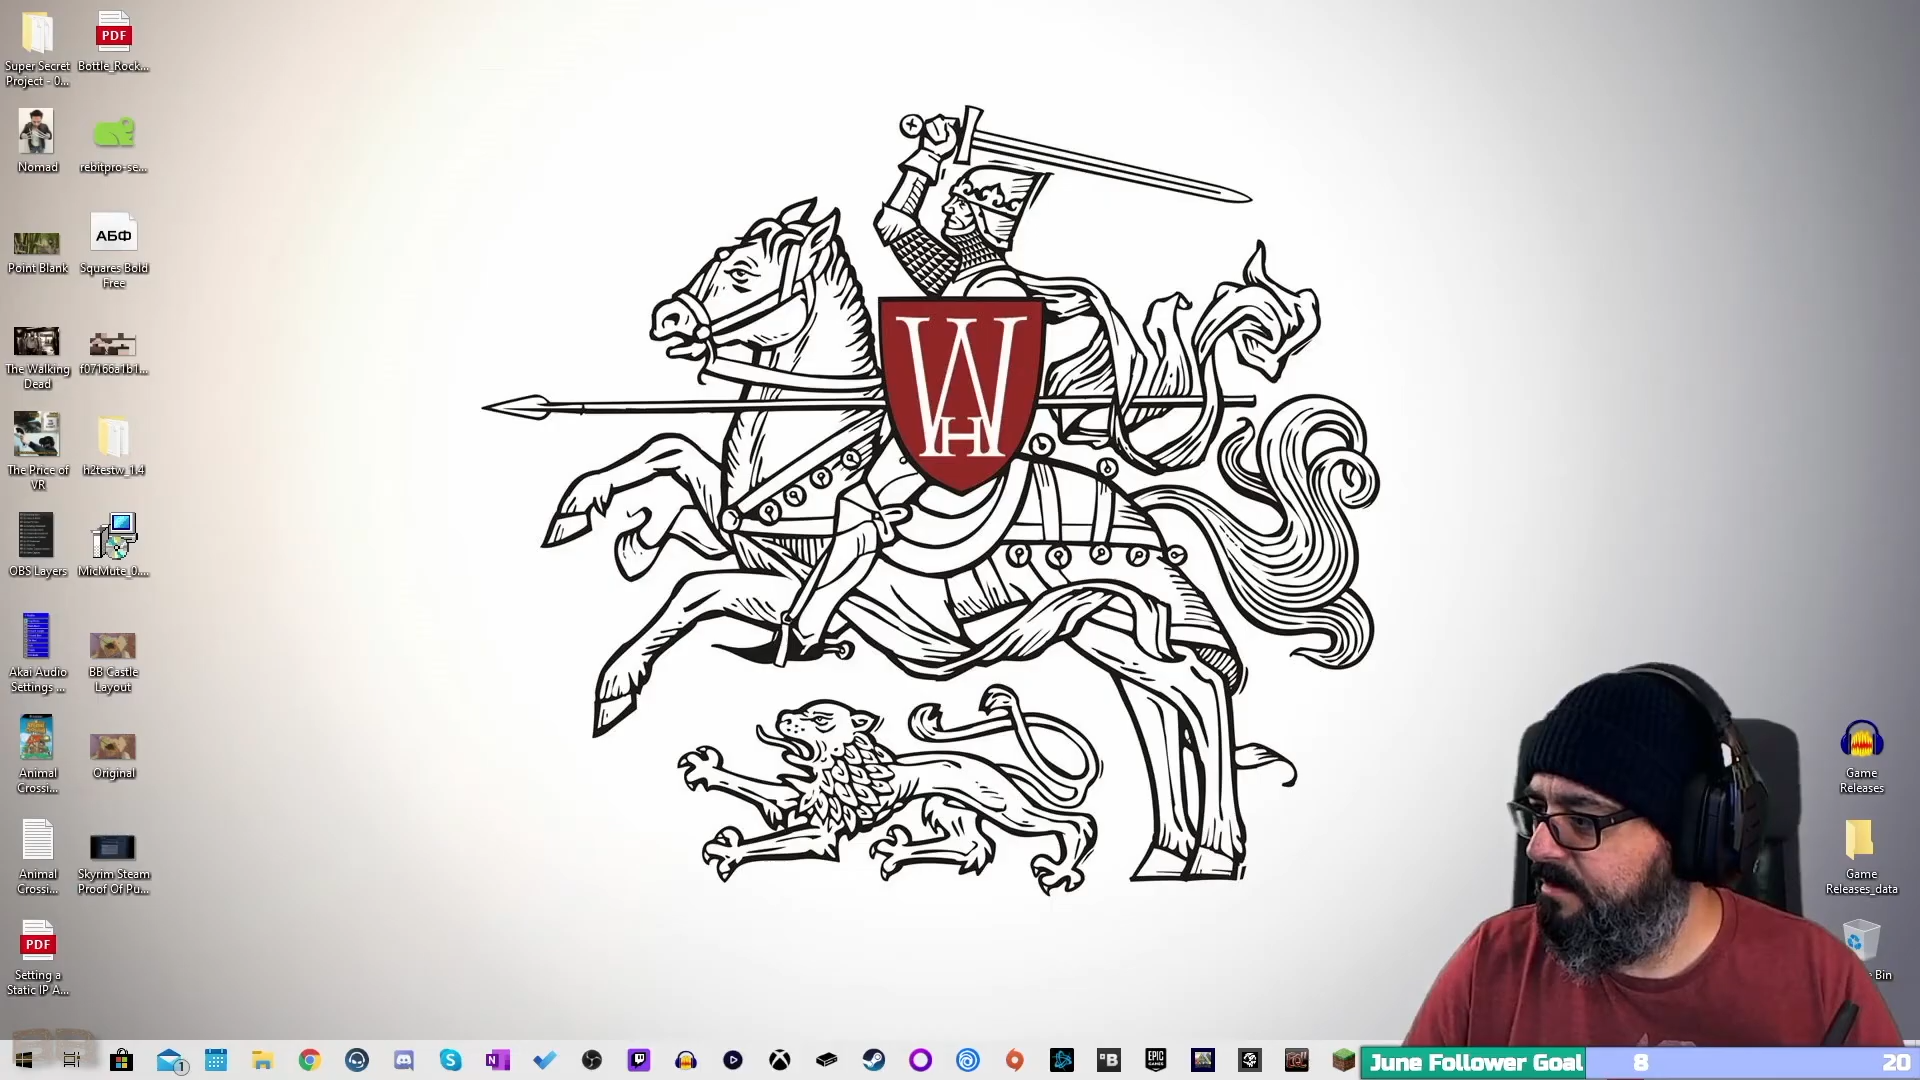 Super Secret
Project - 0...
Bottle_Rock...
PDF
Nomad
rebitpro-se...
Point Blank
АБФ
Squares Bold
Free
The Walking
Dead
f07166a1b1...
The Price of
VR
h2testw_1.4
OBS Layers
MicMute_0....
Akai Audio
Settings ...
BB Castle
Layout
Animal
Crossi...
Original
Animal
Crossi...
Skyrim Steam
Proof Of Pu...
PDF
Setting a
Static IP A...
WH
Game
Releases
Game
Releases_data
Bin
1
N
B
EPIC
GAMES
June Follower Goal
8
20